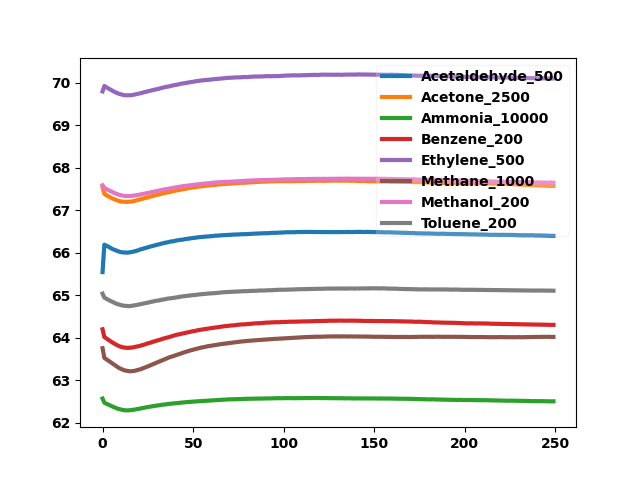 70
69
68
67
66
65
64
63
62
0 50 100 150 200 250
Acetaldehyde_500
Acetone_2500
Ammonia_10000
Benzene_200
Ethylene_500
Methane_1000
Methanol_200
Toluene_200